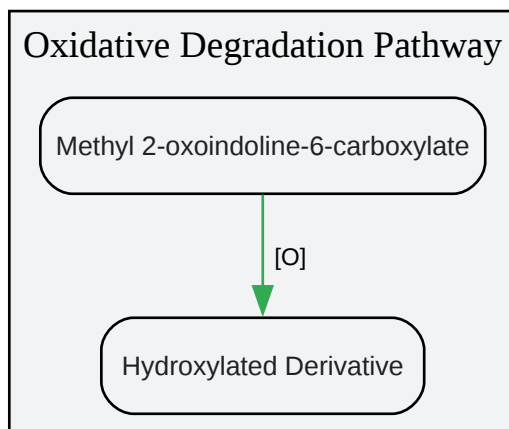 Oxidative Degradation Pathway
Methyl 2-oxoindoline-6-carboxylate
[O]
Hydroxylated Derivative